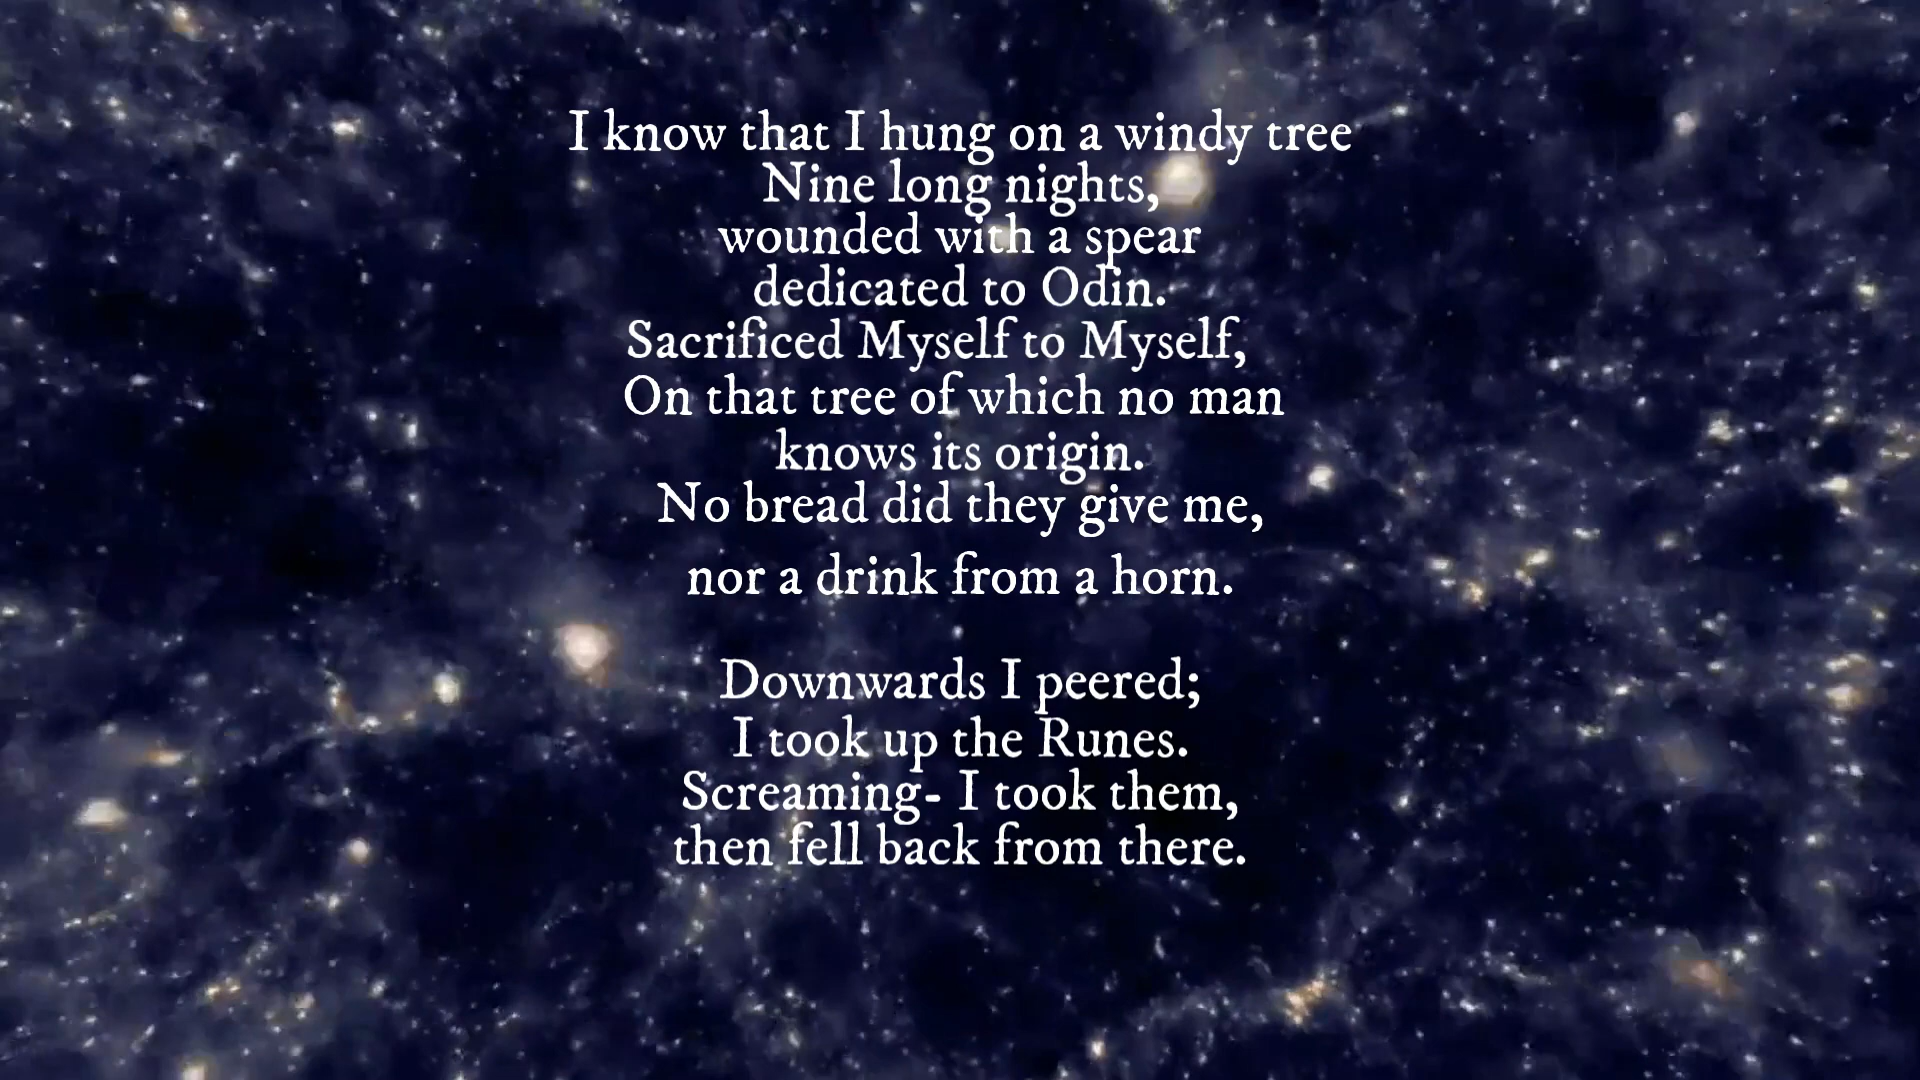 I know that I hung on a windy tree
Nine long nights,
wounded with a spear
dedicated to Odin.
Sacrificed Myself to Myself,
On that tree of which no man
knows its origin.
No bread did they give me,
nor a drink from a horn.
Downwards I peered;
I took up the Runes.
Screaming- I took them,
then fell back from there.